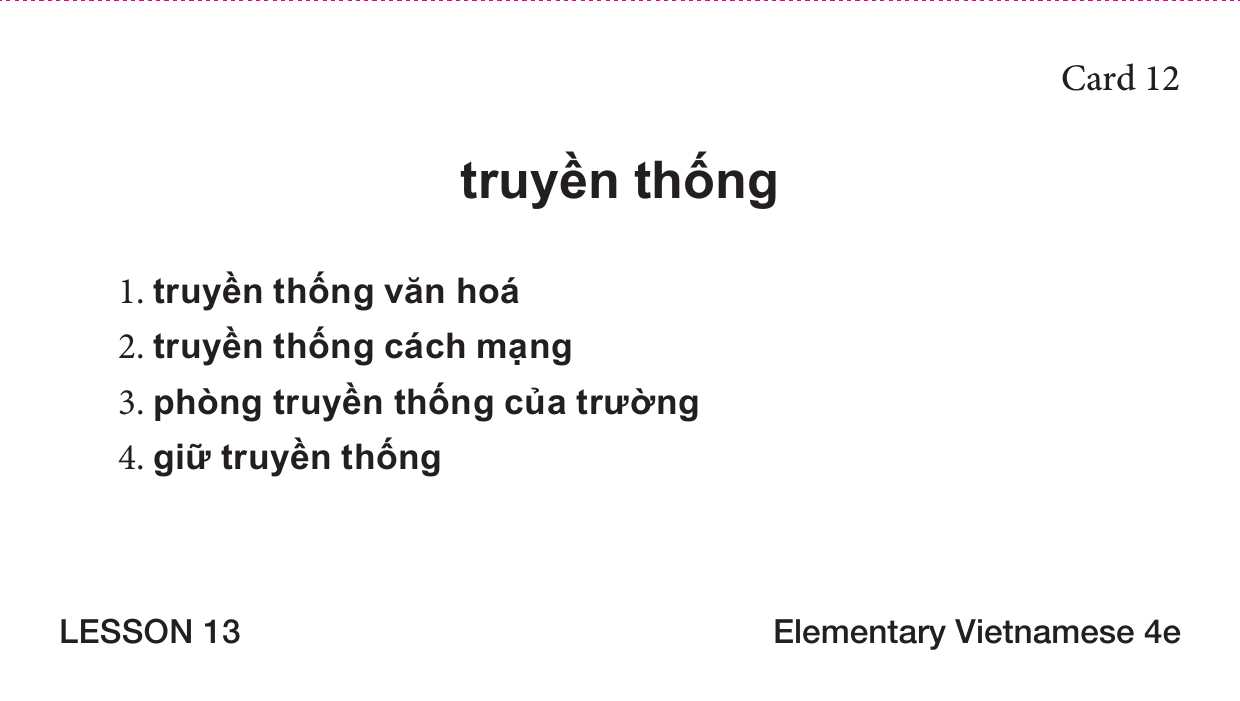 Card 12
truyền thống
1. truyền thống văn hoá
2. truyền thống cách mạng
3. phòng truyền thống của trường
4. giữ truyền thống
LESSON 13
Elementary Vietnamese 4e